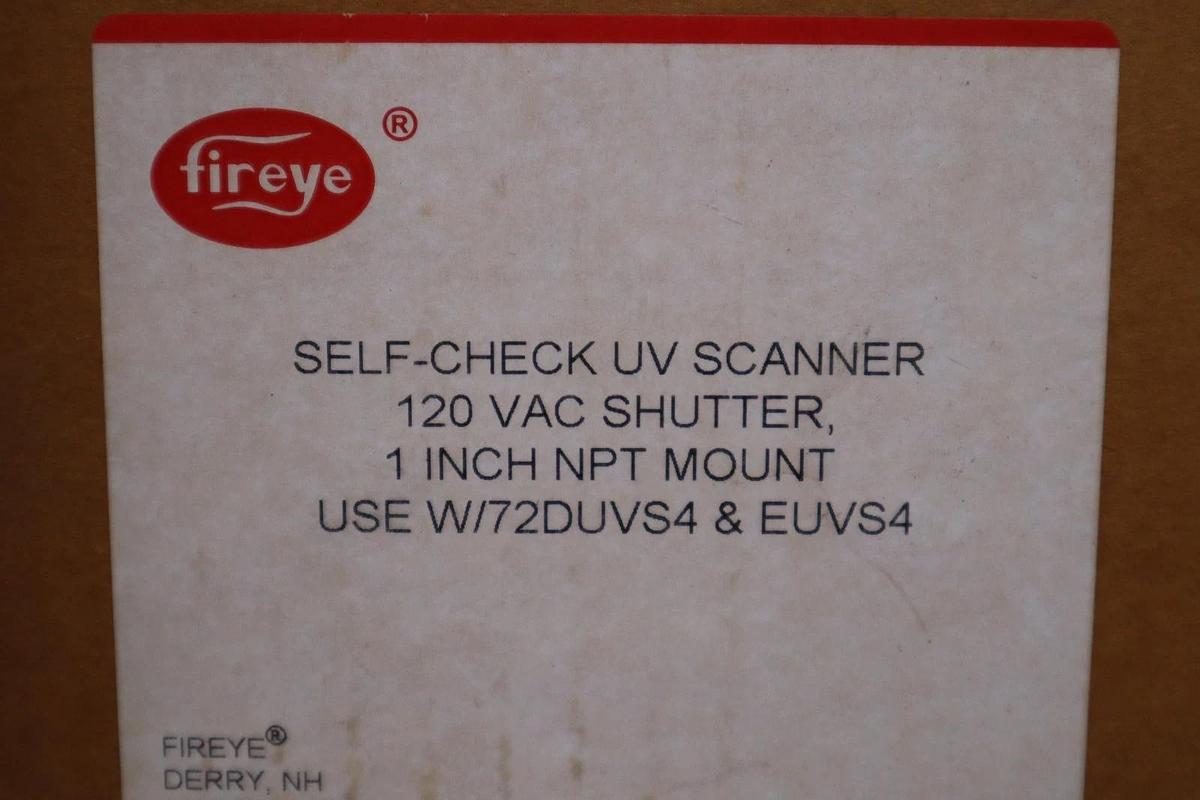 fireye®
SELF-CHECK UV SCANNER
120 VAC SHUTTER,
1 INCH NPT MOUNT
USE W/72DUVS4 & EUVS4
FIREYE®
DERRY, NH